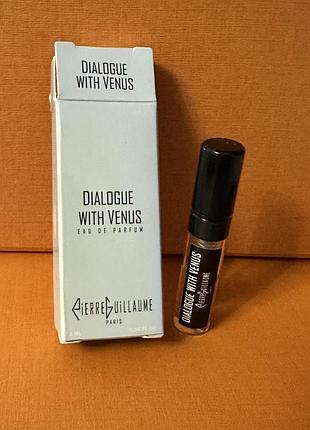 DIALOGUE
WITH VENUS
DIALOGUE
WITH VENUS
EAU DE PARFUM
PIERRE GUILLAUME
PARIS
DIALOGUE WITH VENUS
PIERRE GUILLAUME